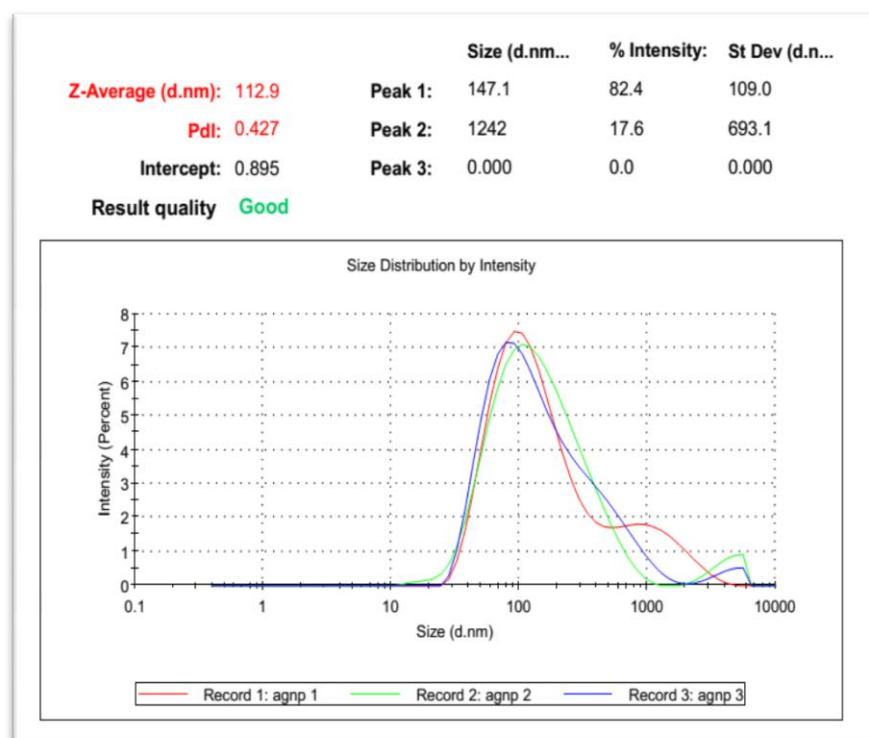 Size (d.nm... % Intensity: St Dev (d.n...
Z-Average (d.nm): 112.9 Peak 1: 147.1 82.4 109.0
PdI: 0.427 Peak 2: 1242 17.6 693.1
Intercept: 0.895 Peak 3: 0.000 0.0 0.000
Result quality Good
Size Distribution by Intensity
8
7
6
5
4
3
2
1
0
Intensity (Percent)
0.1 1 10 100 1000 10000
Size (d.nm)
Record 1: agnp 1 Record 2: agnp 2 Record 3: agnp 3